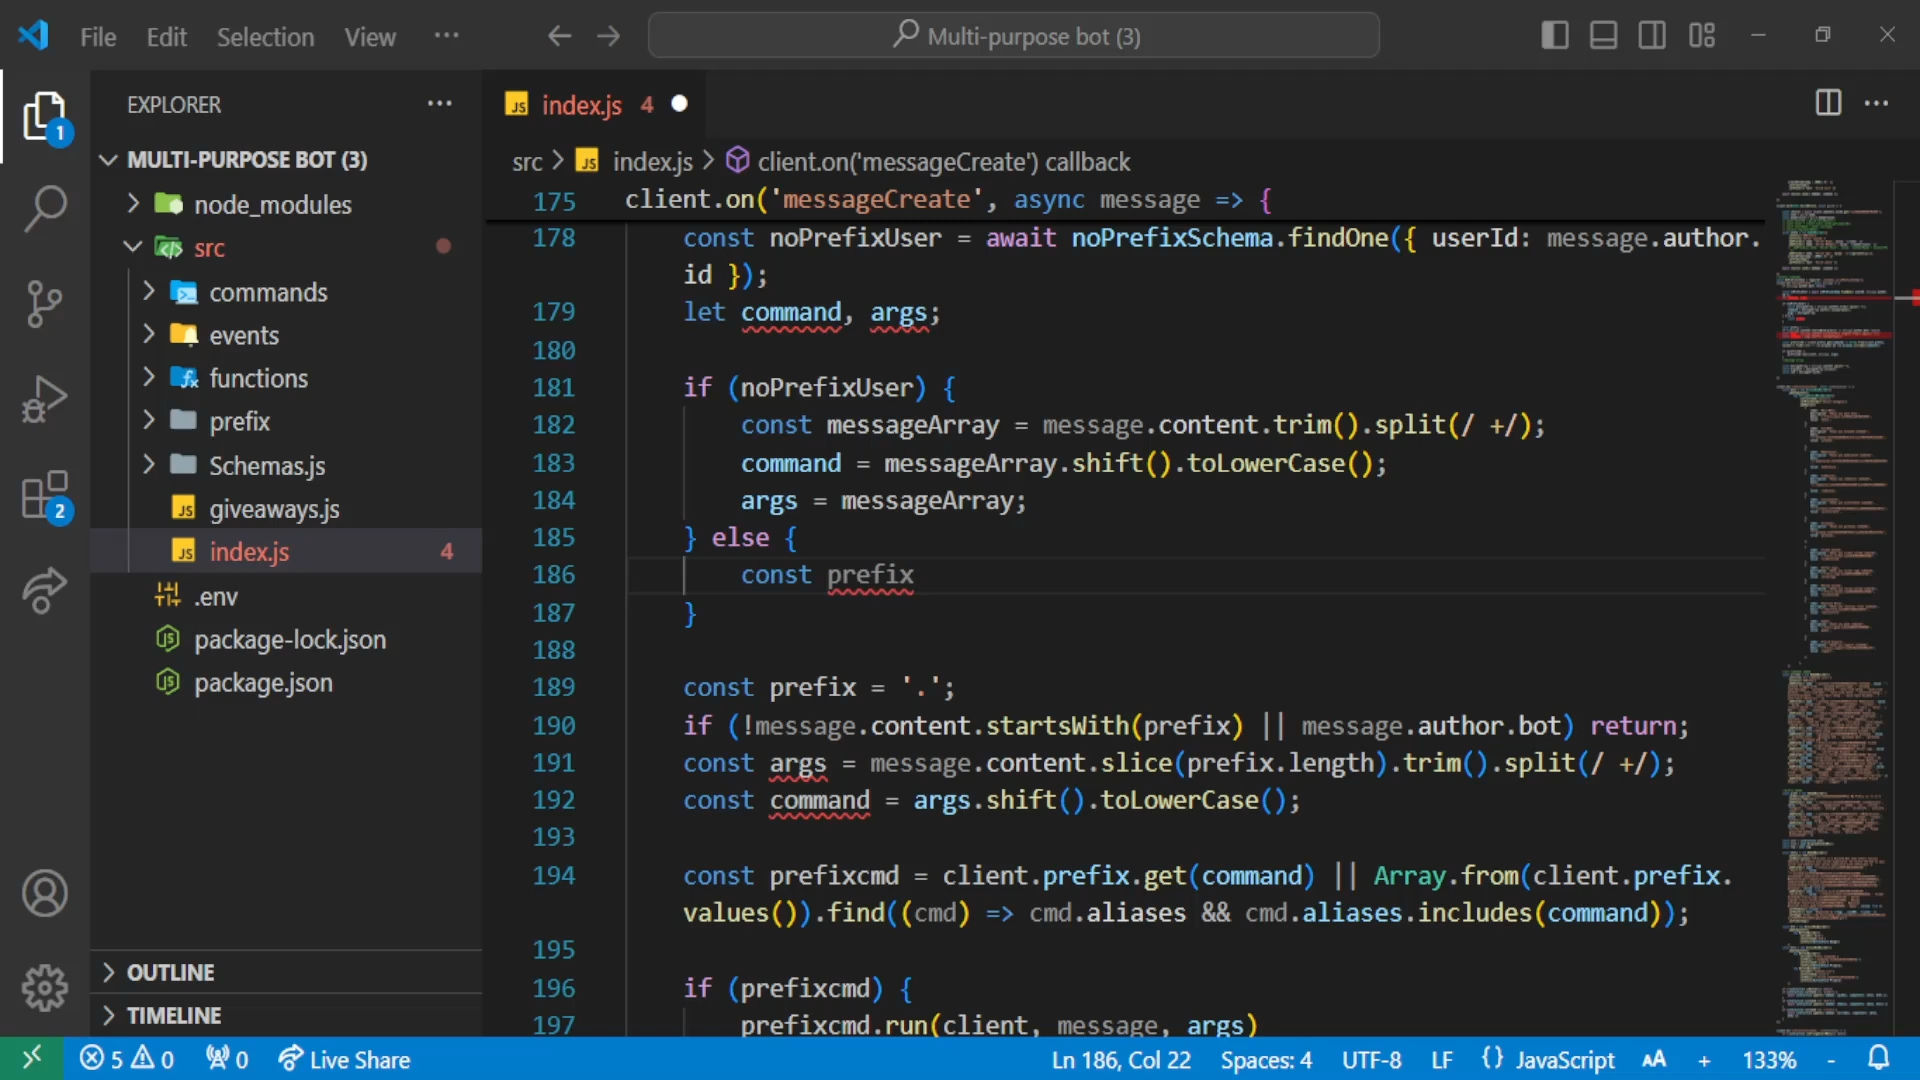 File Edit Selection View ··· Multi-purpose bot (3)
EXPLORER ···
MULTI-PURPOSE BOT (3)
node_modules
src
commands
events
functions
prefix
Schemas.js
giveaways.js
index.js 4
.env
package-lock.json
package.json
OUTLINE
TIMELINE
1
2
JS index.js 4
src > JS index.js > client.on('messageCreate') callback
175 client.on('messageCreate', async message => {
178 const noPrefixUser = await noPrefixSchema.findOne({ userId: message.author.
id });
179 let command, args;
180
181 if (noPrefixUser) {
182 const messageArray = message.content.trim().split(/ +/);
183 command = messageArray.shift().toLowerCase();
184 args = messageArray;
185 } else {
186 const prefix
187 }
188
189 const prefix = '.';
190 if (!message.content.startsWith(prefix) || message.author.bot) return;
191 const args = message.content.slice(prefix.length).trim().split(/ +/);
192 const command = args.shift().toLowerCase();
193
194 const prefixcmd = client.prefix.get(command) || Array.from(client.prefix.
values()).find((cmd) => cmd.aliases && cmd.aliases.includes(command));
195
196 if (prefixcmd) {
197 prefixcmd.run(client, message, args)
5 0 0 Live Share Ln 186, Col 22 Spaces: 4 UTF-8 LF {} JavaScript AA + 133% -